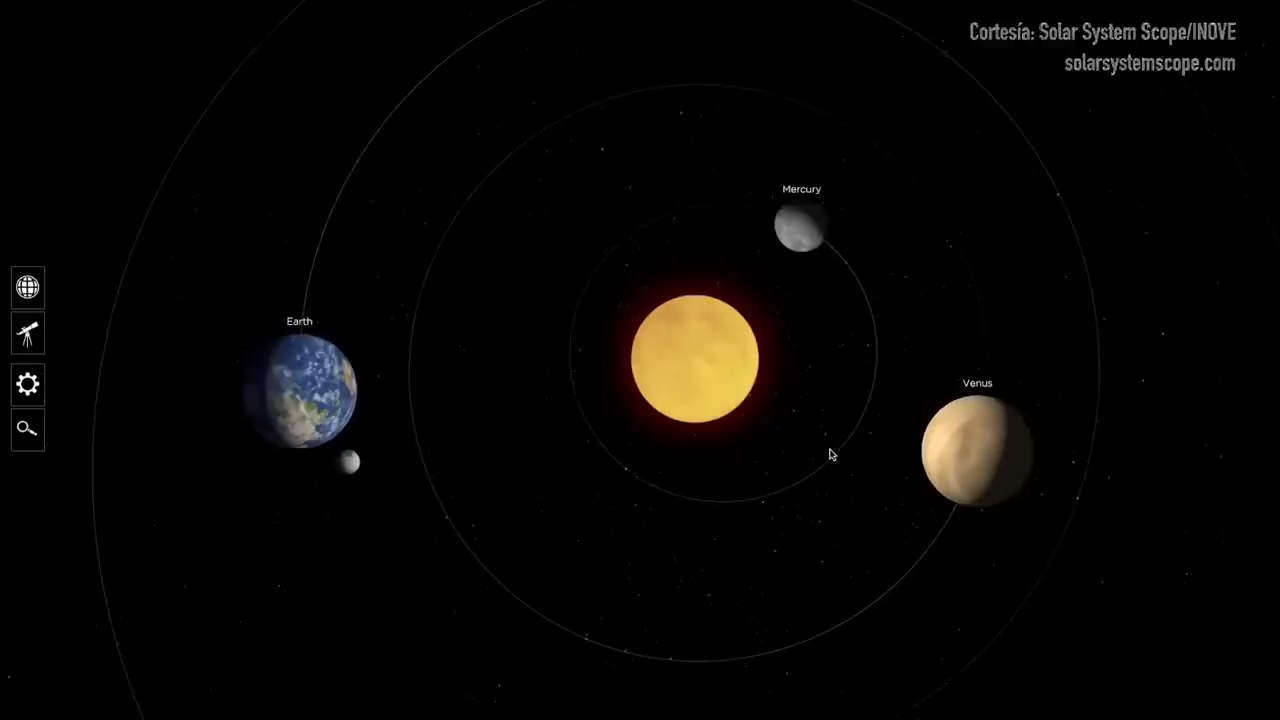 Cortesía: Solar System Scope/INOVE
solarsystemscope.com
Mercury
Earth
Venus